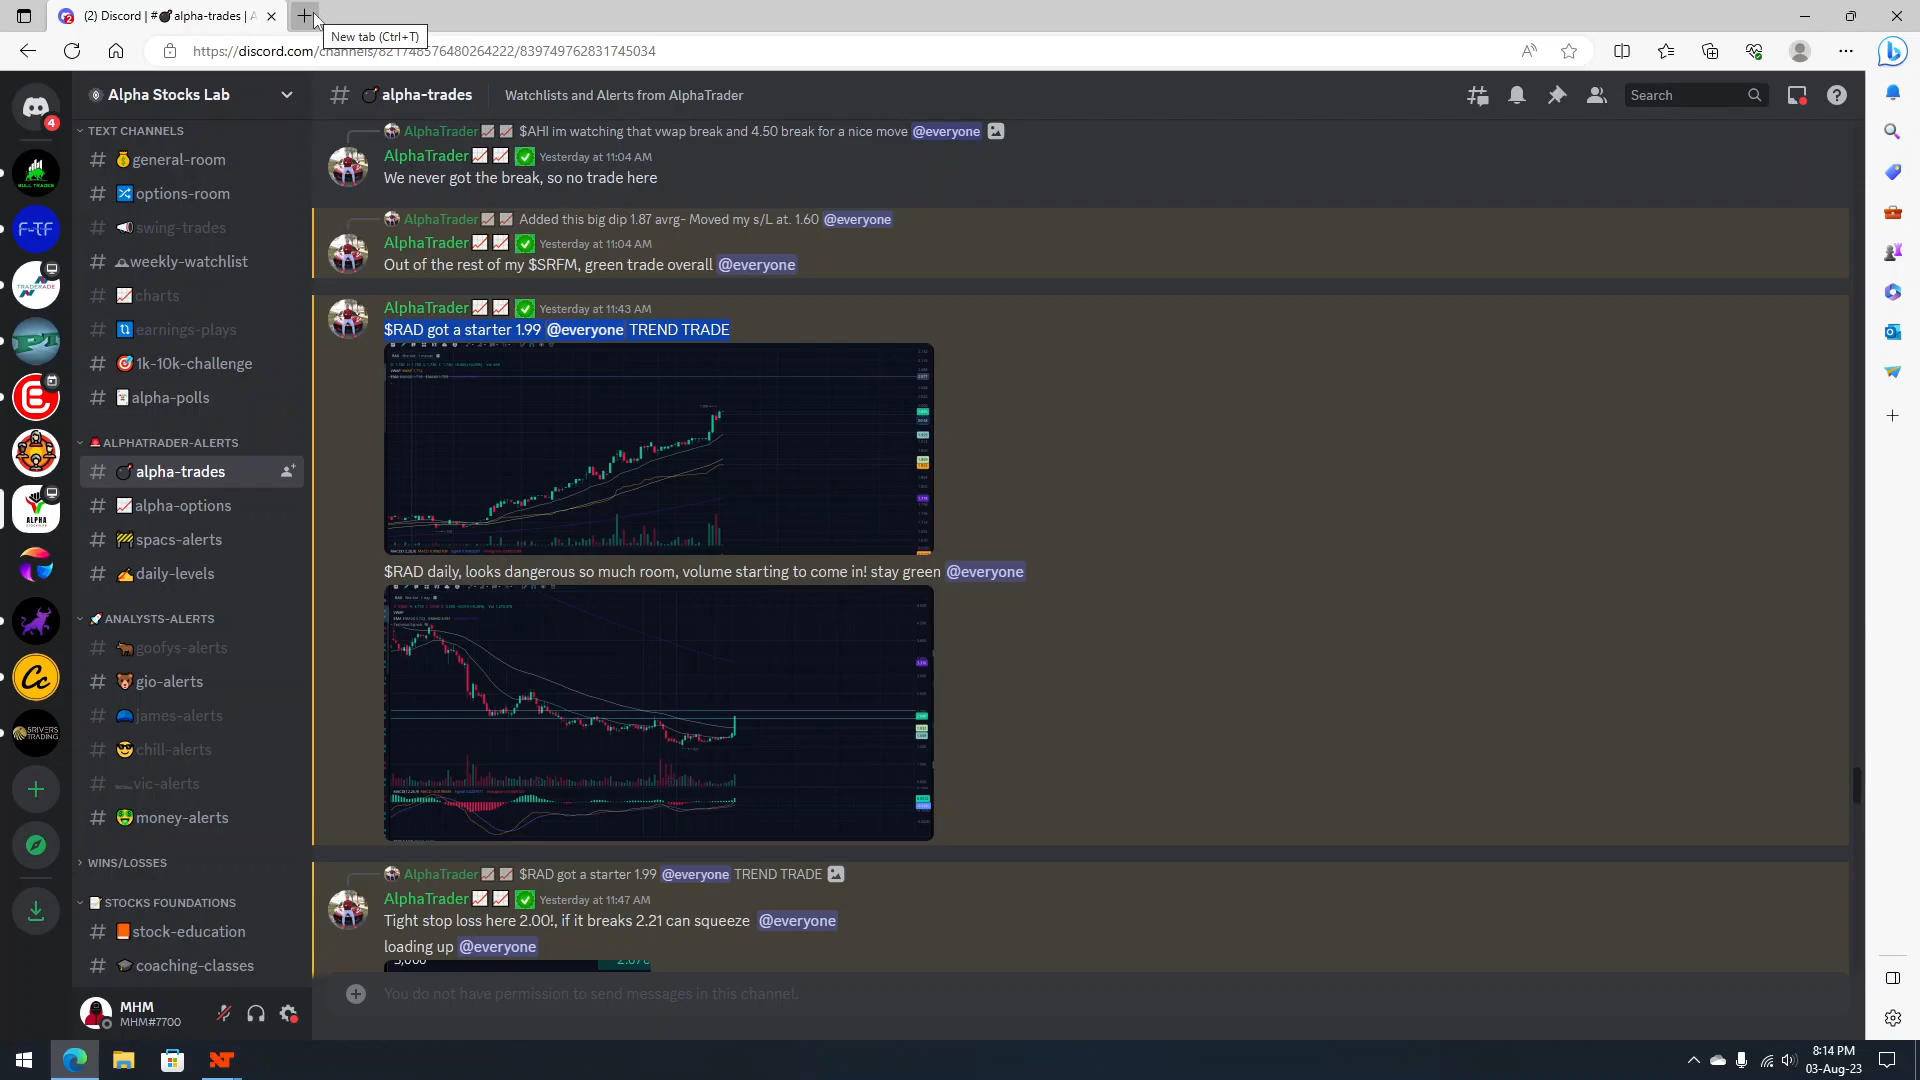 (2) Discord | #alpha-trades | A
New tab (Ctrl+T)
https://discord.com/channels/821748576480264222/839749762831745034
Alpha Stocks Lab
# alpha-trades
Watchlists and Alerts from AlphaTrader
Search
4
TEXT CHANNELS
# general-room
# options-room
# swing-trades
# weekly-watchlist
# charts
# earnings-plays
# 1k-10k-challenge
# alpha-polls
ALPHATRADER-ALERTS
# alpha-trades
# alpha-options
# spacs-alerts
# daily-levels
ANALYSTS-ALERTS
# goofys-alerts
# gio-alerts
# james-alerts
# chill-alerts
# vic-alerts
# money-alerts
WINS/LOSSES
STOCKS FOUNDATIONS
# stock-education
# coaching-classes
MHM
MHM#7700
BULL TRADES
F-TF
ALPHA
5RIVERS
TRADING
AlphaTrader $AHI im watching that vwap break and 4.50 break for a nice move @everyone
AlphaTrader Yesterday at 11:04 AM
We never got the break, so no trade here
AlphaTrader Added this big dip 1.87 avrg- Moved my s/L at. 1.60 @everyone
AlphaTrader Yesterday at 11:04 AM
Out of the rest of my $SRFM, green trade overall @everyone
AlphaTrader Yesterday at 11:43 AM
$RAD got a starter 1.99 @everyone TREND TRADE
$RAD daily, looks dangerous so much room, volume starting to come in! stay green @everyone
AlphaTrader $RAD got a starter 1.99 @everyone TREND TRADE
AlphaTrader Yesterday at 11:47 AM
Tight stop loss here 2.00!, if it breaks 2.21 can squeeze @everyone
loading up @everyone
You do not have permission to send messages in this channel.
8:14 PM
03-Aug-23